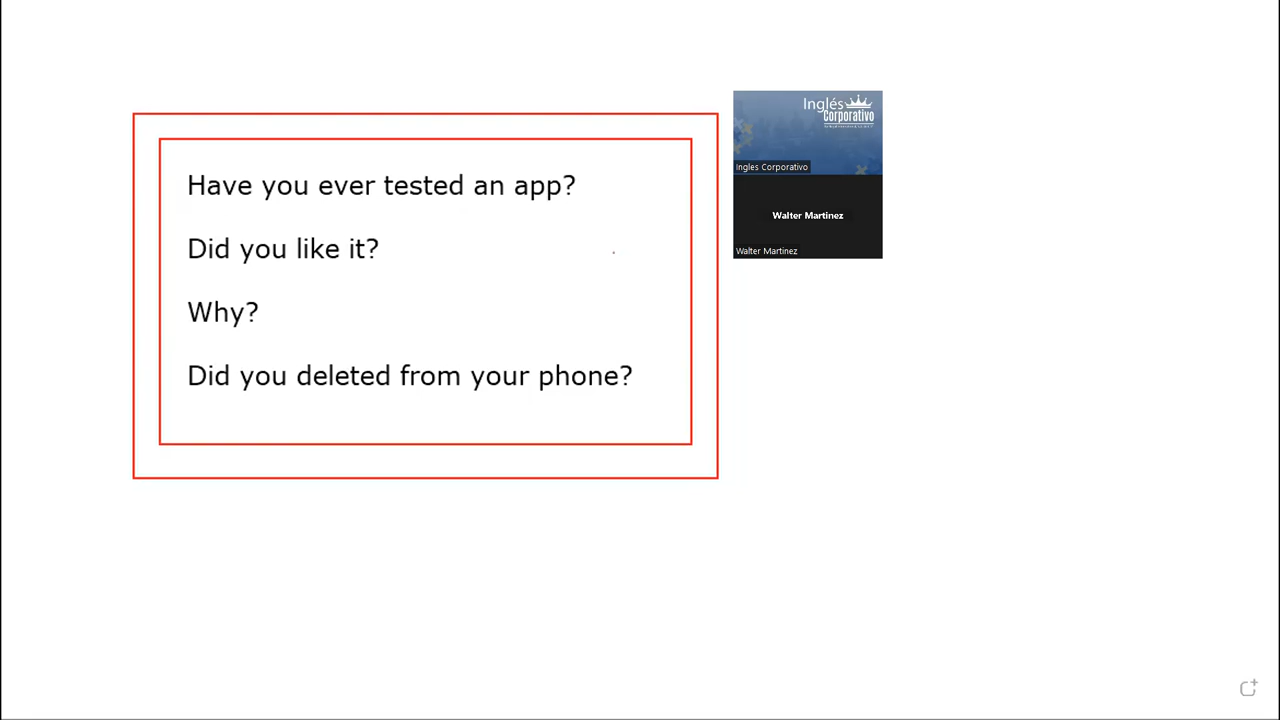 Have you ever tested an app?
Did you like it?
Why?
Did you deleted from your phone?
Inglés
Corporativo
Ingles Corporativo
Walter Martinez
Walter Martinez